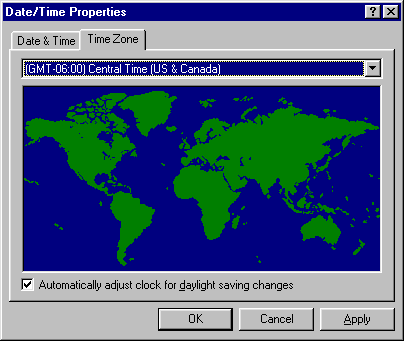 Date/Time Properties
Date & Time
Time Zone
(GMT-06:00) Central Time (US & Canada)
Automatically adjust clock for daylight saving changes
OK
Cancel
Apply